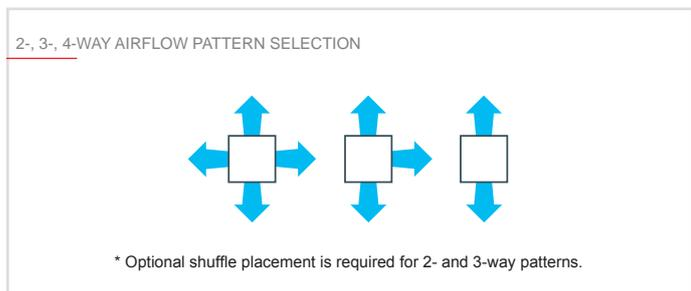 2-, 3-, 4-WAY AIRFLOW PATTERN SELECTION
* Optional shuffle placement is required for 2- and 3-way patterns.